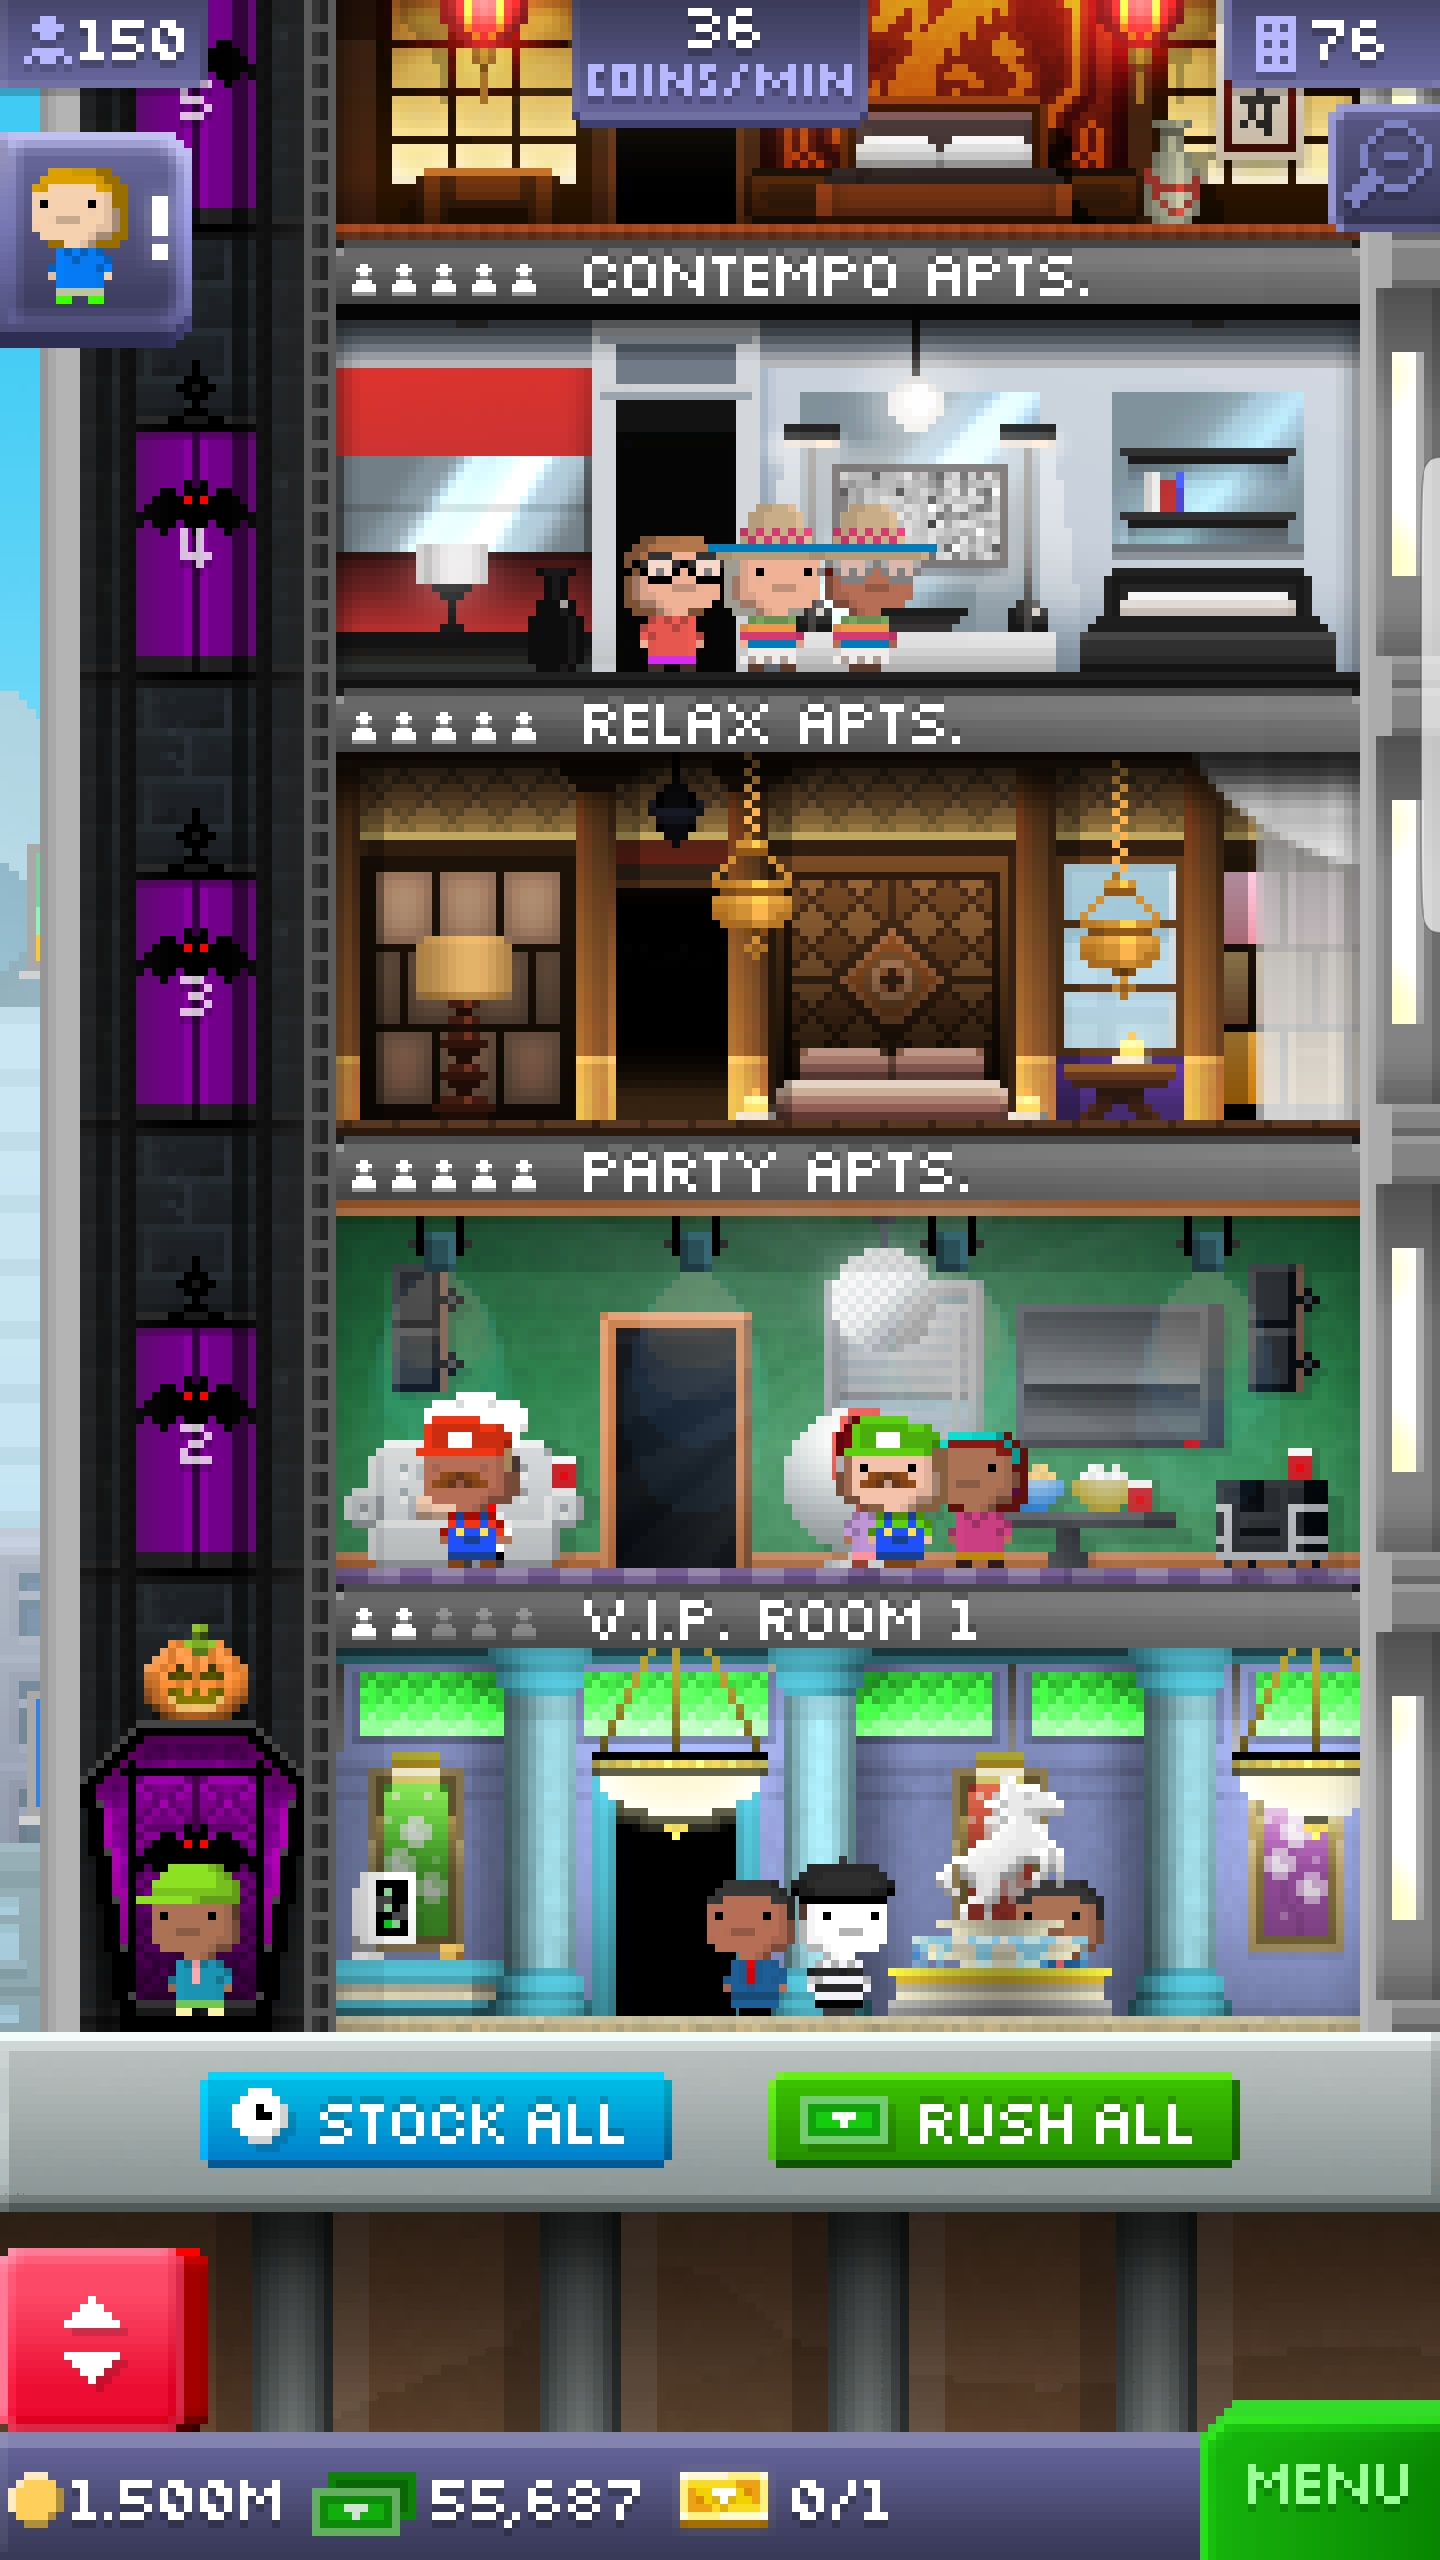 150
36
COINS/MIN
76
5
CONTEMPO APTS.
4
RELAX APTS.
3
PARTY APTS.
2
V.I.P. ROOM 1
STOCK ALL
RUSH ALL
1.500M
55,687
0/1
MENU